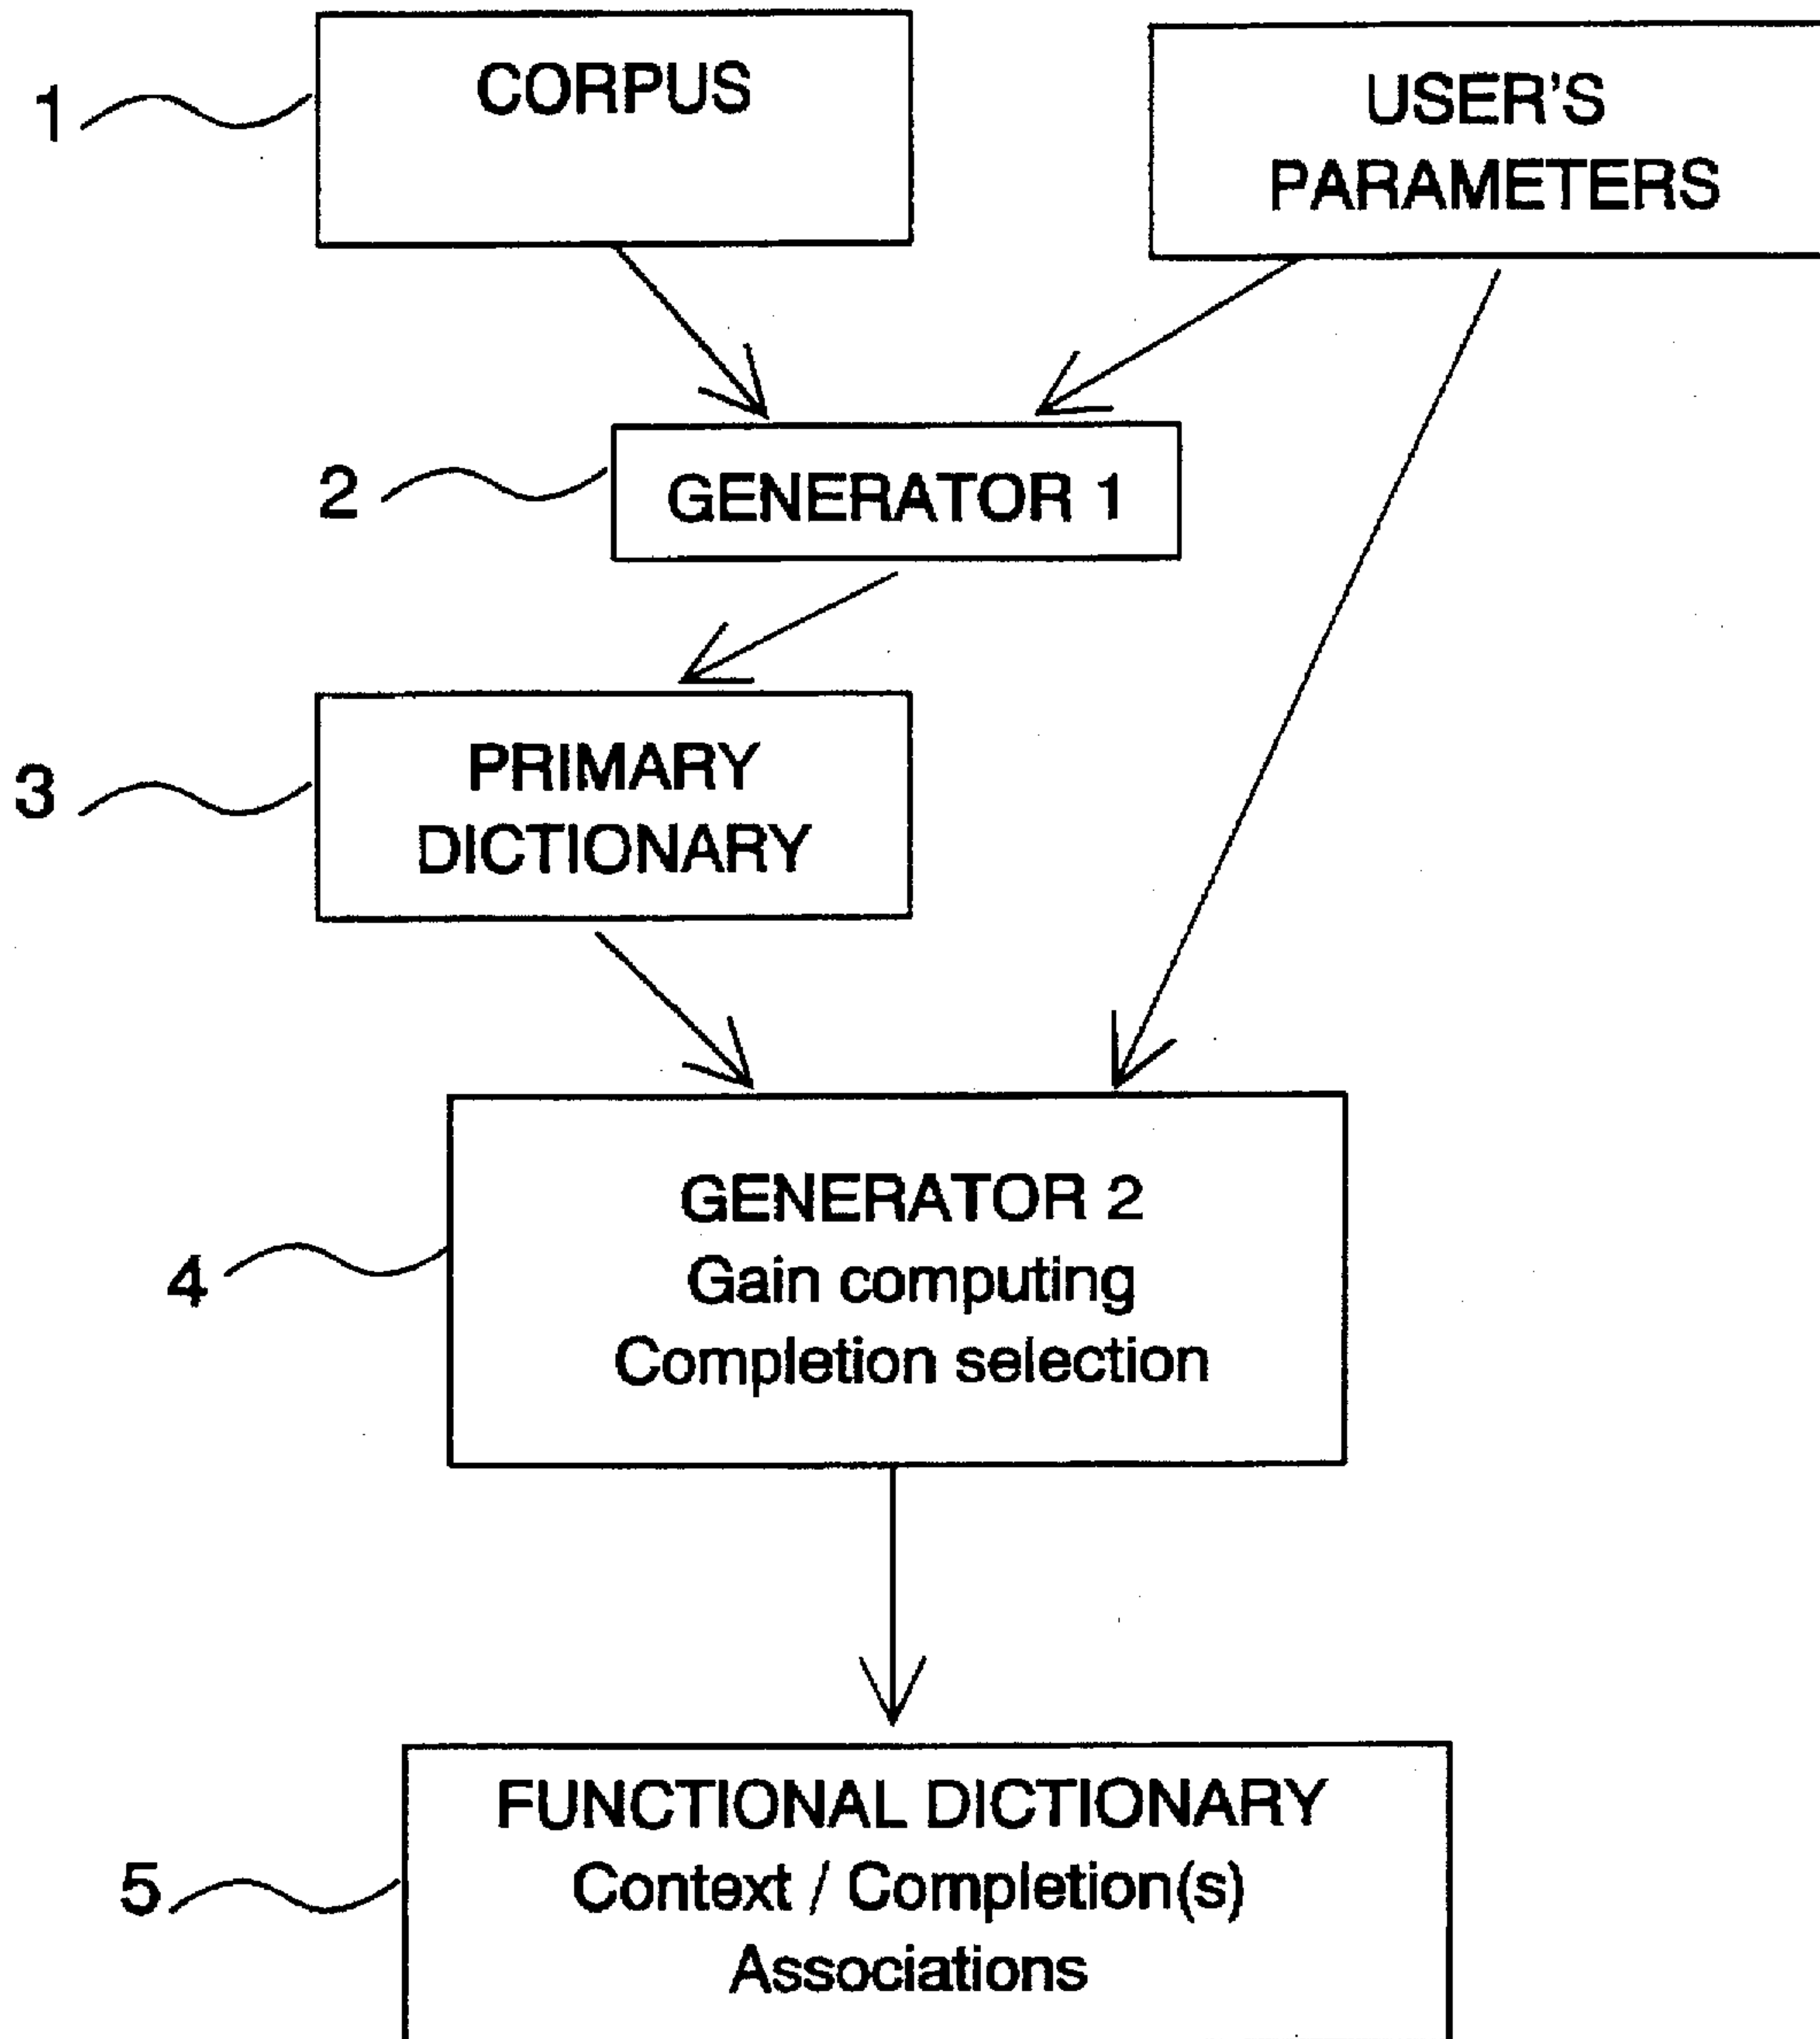 1
CORPUS
USER'S
PARAMETERS
2
GENERATOR 1
3
PRIMARY
DICTIONARY
4
GENERATOR 2
Gain computing
Completion selection
5
FUNCTIONAL DICTIONARY
Context / Completion(s)
Associations